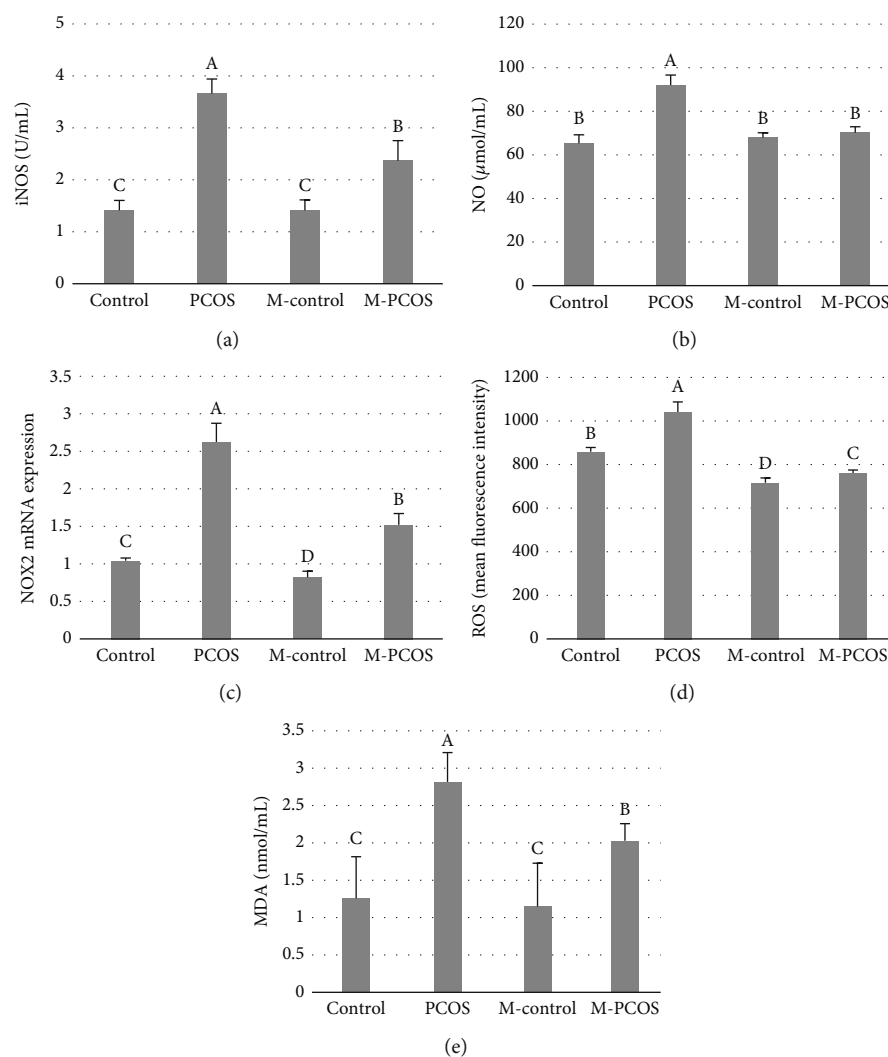 iNOS (U/mL)
5
4
3
2
1
0
C
A
C
B
Control PCOS M-control M-PCOS
(a)
NO (µmol/mL)
120
100
80
60
40
20
0
B
A
B
B
Control PCOS M-control M-PCOS
(b)
NOX2 mRNA expression
3.5
3
2.5
2
1.5
1
0.5
0
C
A
D
B
Control PCOS M-control M-PCOS
(c)
ROS (mean fluorescence intensity)
1200
1000
800
600
400
200
0
B
A
D
C
Control PCOS M-control M-PCOS
(d)
MDA (nmol/mL)
3.5
3
2.5
2
1.5
1
0.5
0
C
A
C
B
Control PCOS M-control M-PCOS
(e)